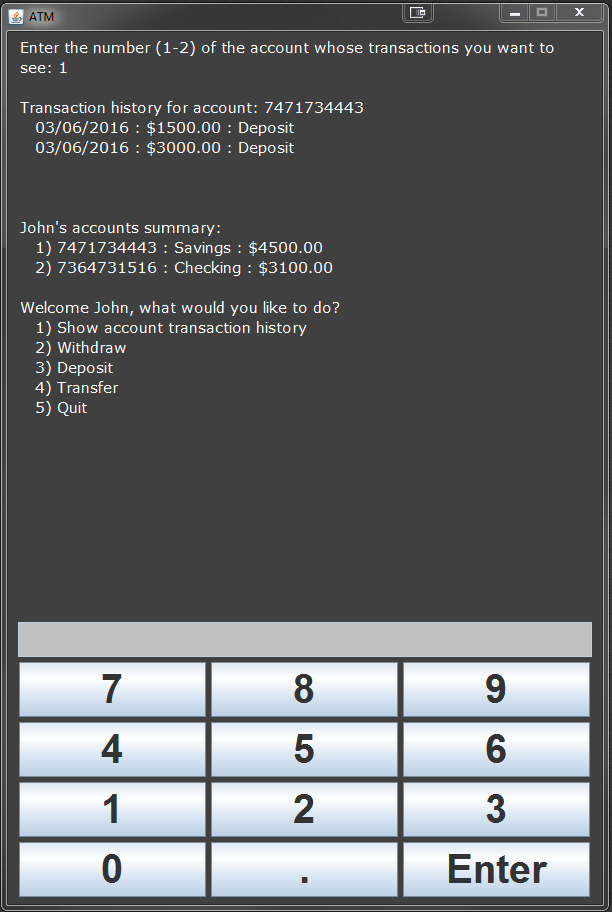 ATM
Enter the number (1-2) of the account whose transactions you want to
see: 1
Transaction history for account: 7471734443
03/06/2016 : $1500.00 : Deposit
03/06/2016 : $3000.00 : Deposit
John's accounts summary:
1) 7471734443 : Savings : $4500.00
2) 7364731516 : Checking : $3100.00
Welcome John, what would you like to do?
1) Show account transaction history
2) Withdraw
3) Deposit
4) Transfer
5) Quit
7 8 9
4 5 6
1 2 3
0 . Enter